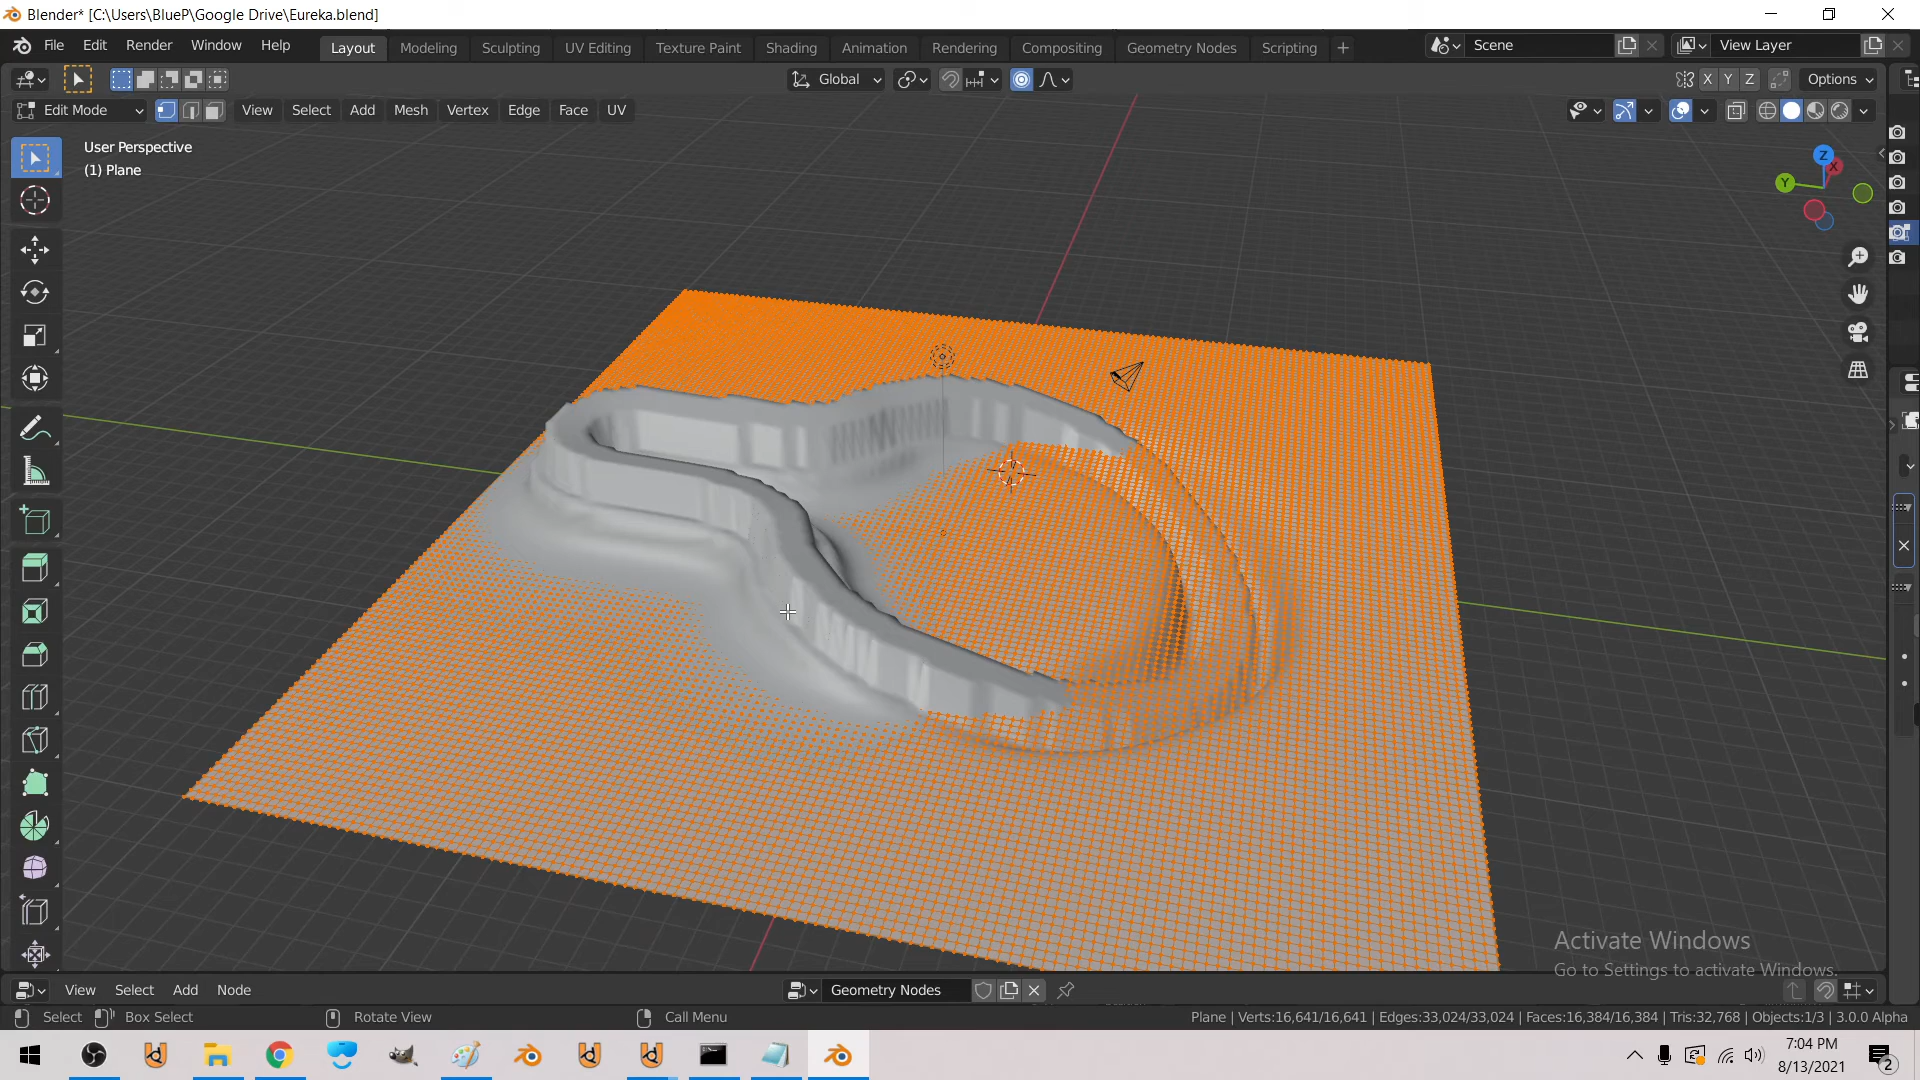 Blender* [C:\Users\BlueP\Google Drive\Eureka.blend]
File Edit Render Window Help Layout Modeling Sculpting UV Editing Texture Paint Shading Animation Rendering Compositing Geometry Nodes Scripting + Scene View Layer
Global X Y Z Options
Edit Mode View Select Add Mesh Vertex Edge Face UV
User Perspective
(1) Plane
Z
X
Y
Activate Windows
Go to Settings to activate Windows.
View Select Add Node Geometry Nodes
Select Box Select Rotate View Call Menu Plane | Verts:16,641/16,641 | Edges:33,024/33,024 | Faces:16,384/16,384 | Tris:32,768 | Objects:1/3 | 3.0.0 Alpha
7:04 PM
8/13/2021
2